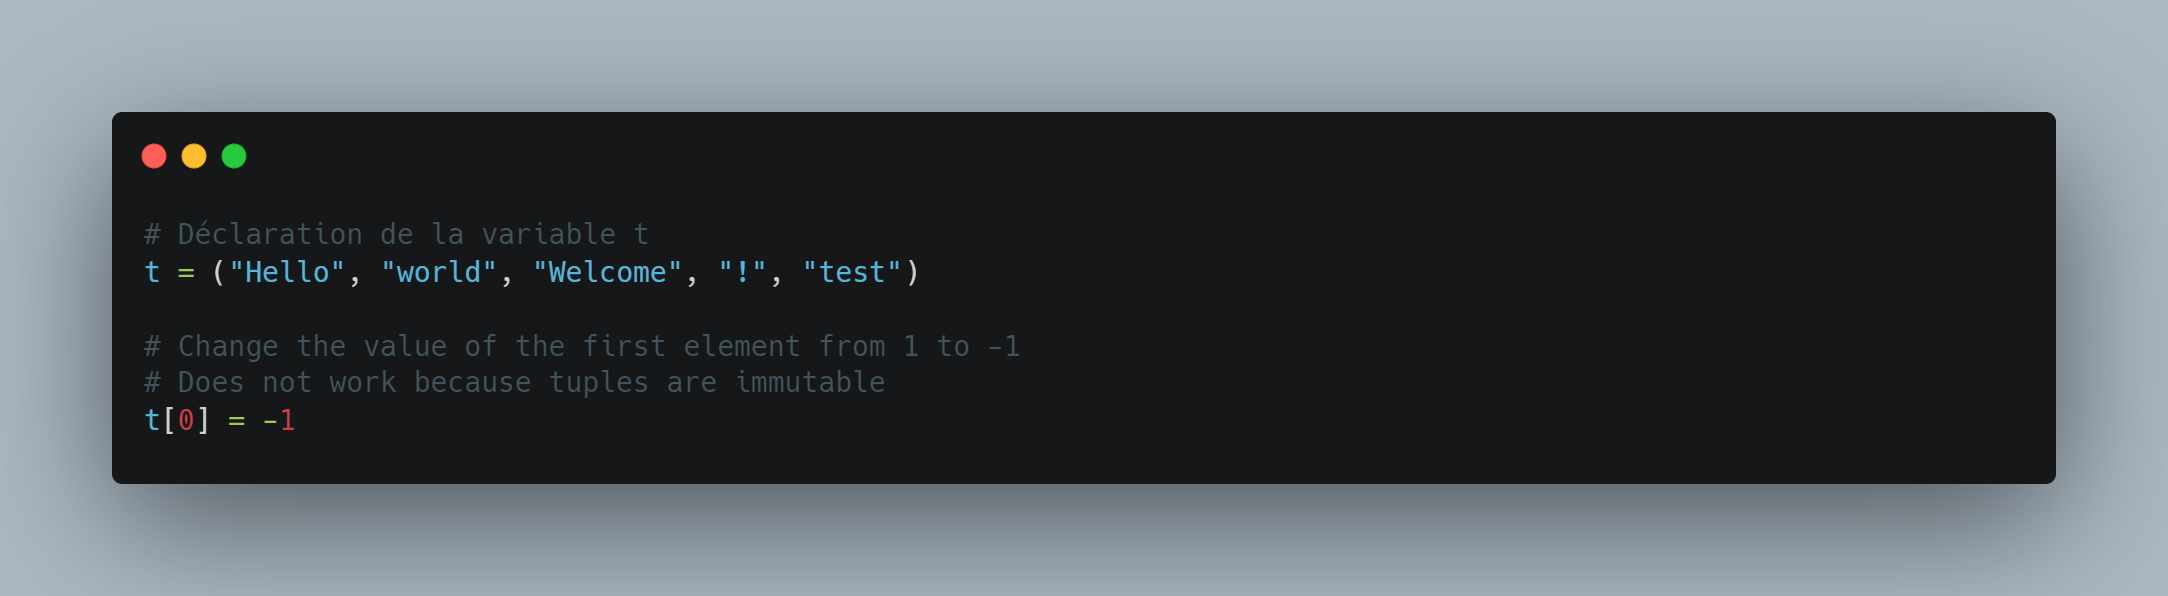 # Déclaration de la variable t
t = ("Hello", "world", "Welcome", "!", "test")
# Change the value of the first element from 1 to -1
# Does not work because tuples are immutable
t[0] = -1